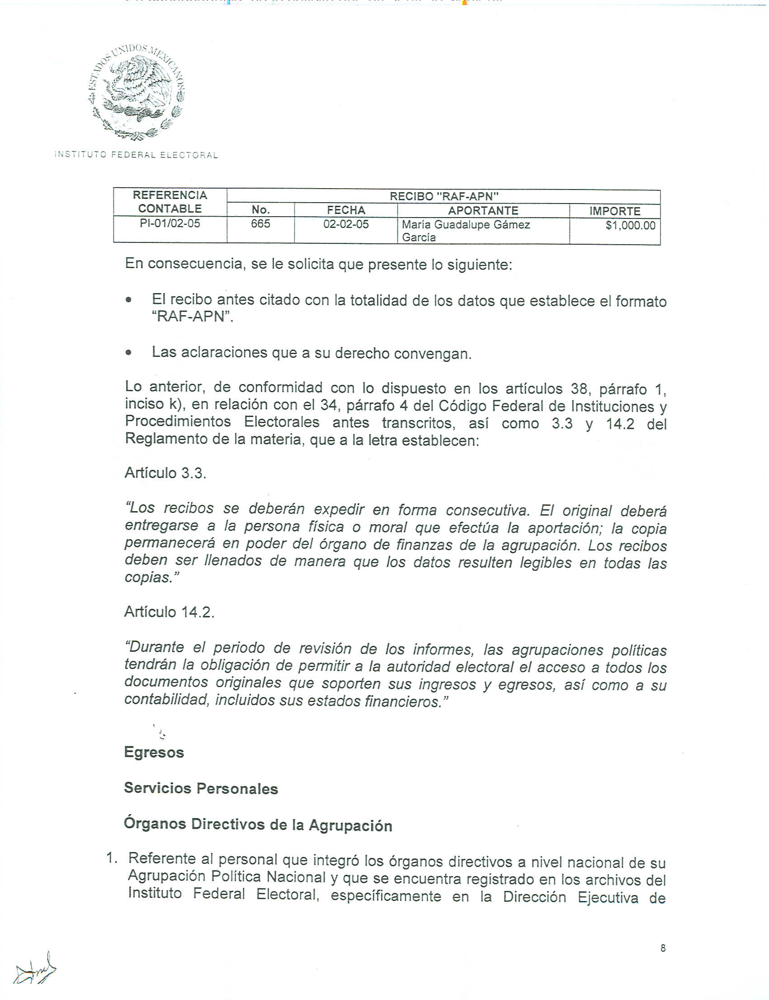 ESTADOS UNIDOS MEXICANOS
INSTITUTO FEDERAL ELECTORAL
REFERENCIA CONTABLE RECIBO "RAF-APN"
No. FECHA APORTANTE IMPORTE
PI-01/02-05 665 02-02-05 María Guadalupe Gámez $1,000.00
García
En consecuencia, se le solicita que presente lo siguiente:
• El recibo antes citado con la totalidad de los datos que establece el formato
“RAF-APN”.
• Las aclaraciones que a su derecho convengan.
Lo anterior, de conformidad con lo dispuesto en los artículos 38, párrafo 1,
inciso k), en relación con el 34, párrafo 4 del Código Federal de Instituciones y
Procedimientos Electorales antes transcritos, así como 3.3 y 14.2 del
Reglamento de la materia, que a la letra establecen:
Artículo 3.3.
“Los recibos se deberán expedir en forma consecutiva. El original deberá
entregarse a la persona física o moral que efectúa la aportación; la copia
permanecerá en poder del órgano de finanzas de la agrupación. Los recibos
deben ser llenados de manera que los datos resulten legibles en todas las
copias.”
Artículo 14.2.
“Durante el periodo de revisión de los informes, las agrupaciones políticas
tendrán la obligación de permitir a la autoridad electoral el acceso a todos los
documentos originales que soporten sus ingresos y egresos, así como a su
contabilidad, incluidos sus estados financieros.”
Egresos
Servicios Personales
Órganos Directivos de la Agrupación
1. Referente al personal que integró los órganos directivos a nivel nacional de su
Agrupación Política Nacional y que se encuentra registrado en los archivos del
Instituto Federal Electoral, específicamente en la Dirección Ejecutiva de
8